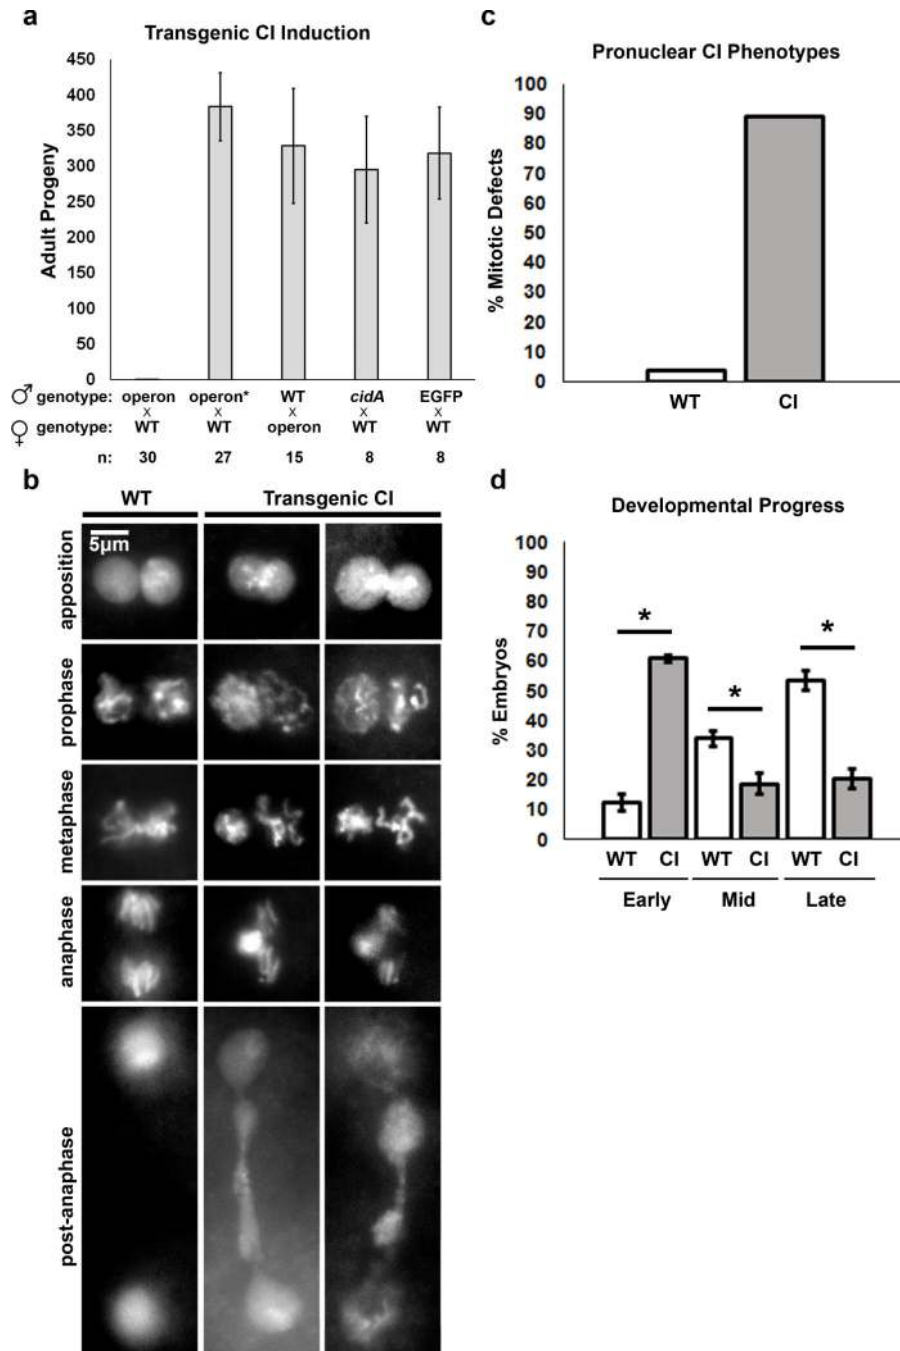 a
Transgenic CI Induction
450
400
350
300
250
200
150
100
50
0
Adult Progeny
♂ genotype: operon operon* WT cidA EGFP
x x x x x
♀ genotype: WT WT operon WT WT
n: 30 27 15 8 8
b
WT Transgenic CI
5μm
apposition
prophase
metaphase
anaphase
post-anaphase
c
Pronuclear CI Phenotypes
100
90
80
70
60
50
40
30
20
10
0
% Mitotic Defects
WT CI
d
Developmental Progress
100
90
80
70
60
50
40
30
20
10
0
% Embryos
* * *
WT CI WT CI WT CI
Early Mid Late